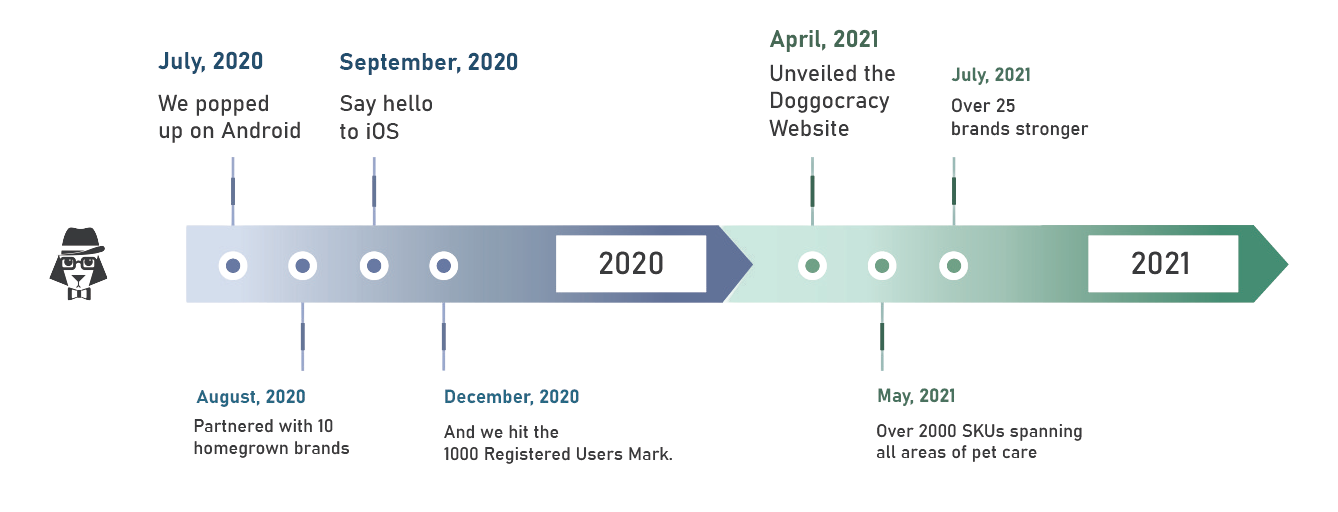 July, 2020
We popped
up on Android
September, 2020
Say hello
to iOS
April, 2021
Unveiled the
Doggocracy
Website
July, 2021
Over 25
brands stronger
2020
2021
August, 2020
Partnered with 10
homegrown brands
December, 2020
And we hit the
1000 Registered Users Mark.
May, 2021
Over 2000 SKUs spanning
all areas of pet care